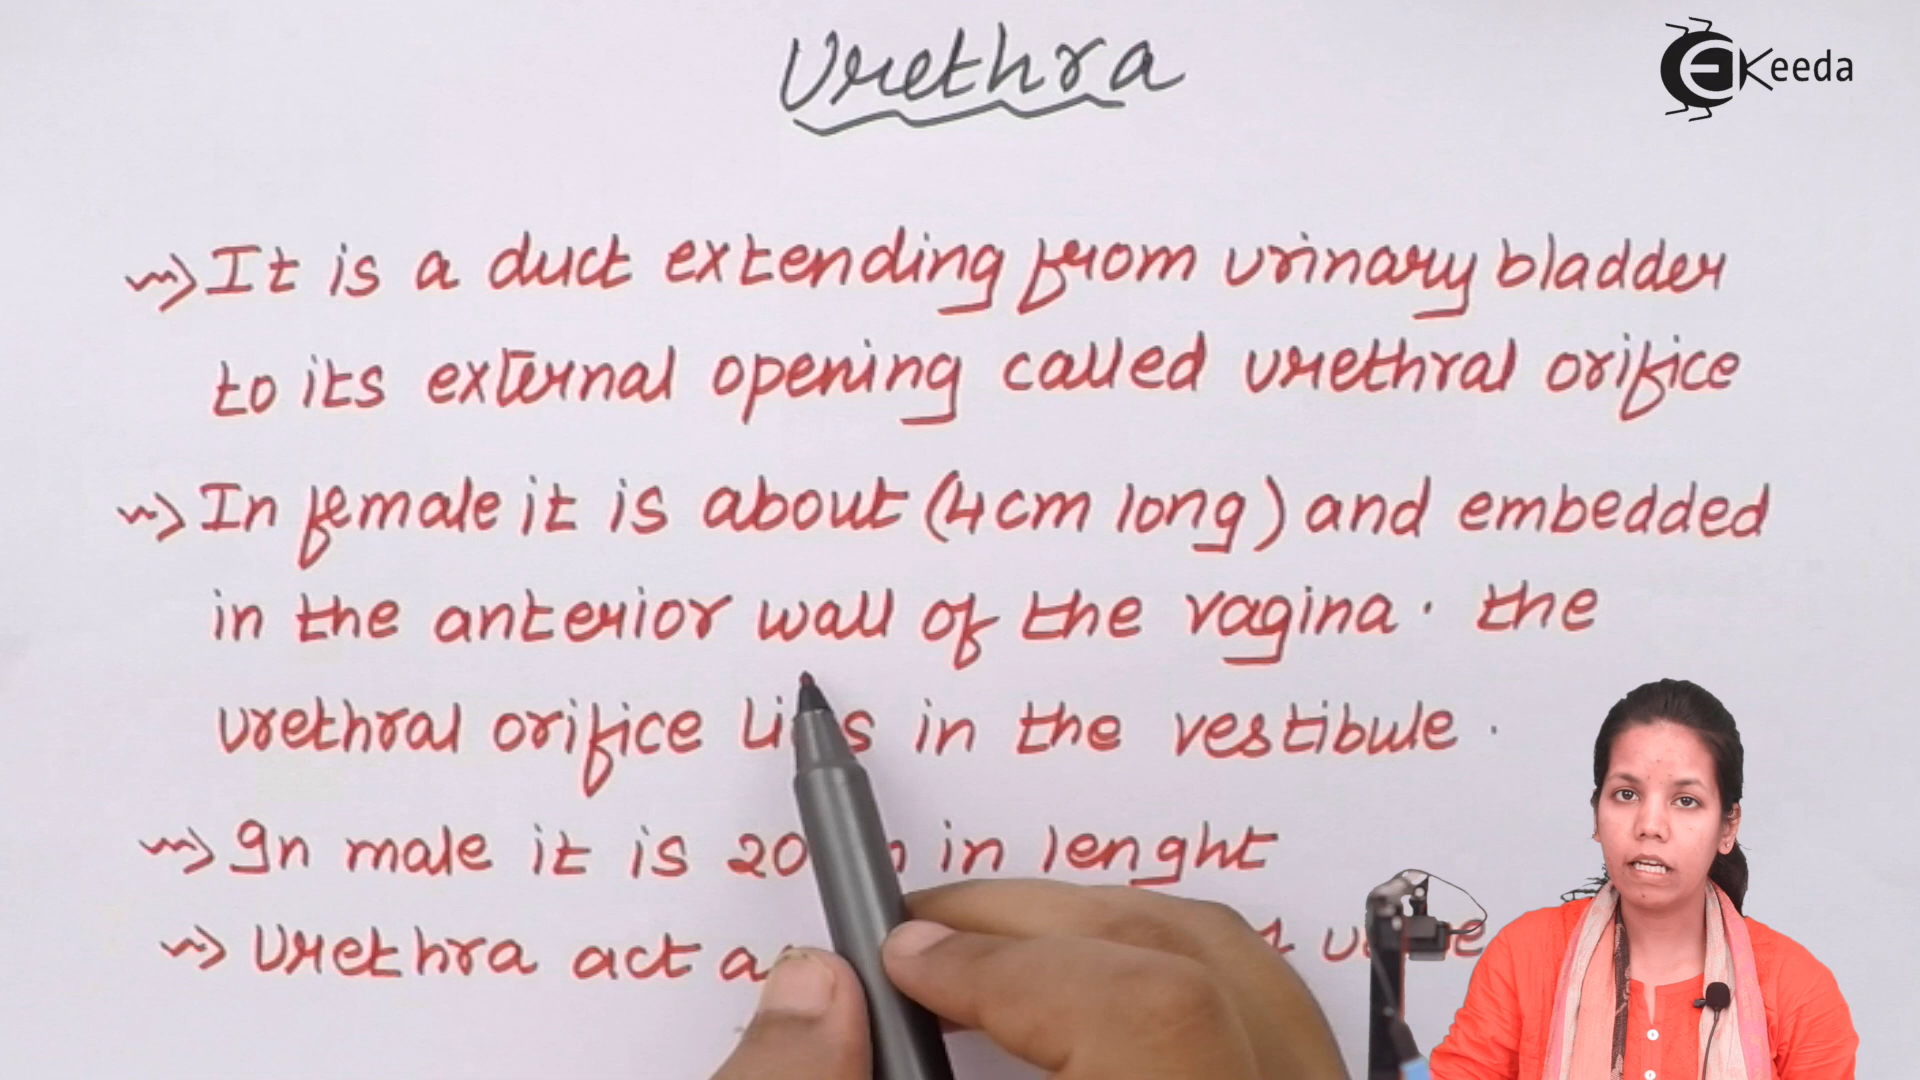 Urethra
EKeeda
It is a duct extending from urinary bladder
to its external opening called urethral orifice
In female it is about (4cm long) and embedded
in the anterior wall of the vagina. the
urethral orifice lies in the vestibule.
In male it is 20 in lenght
Urethra act